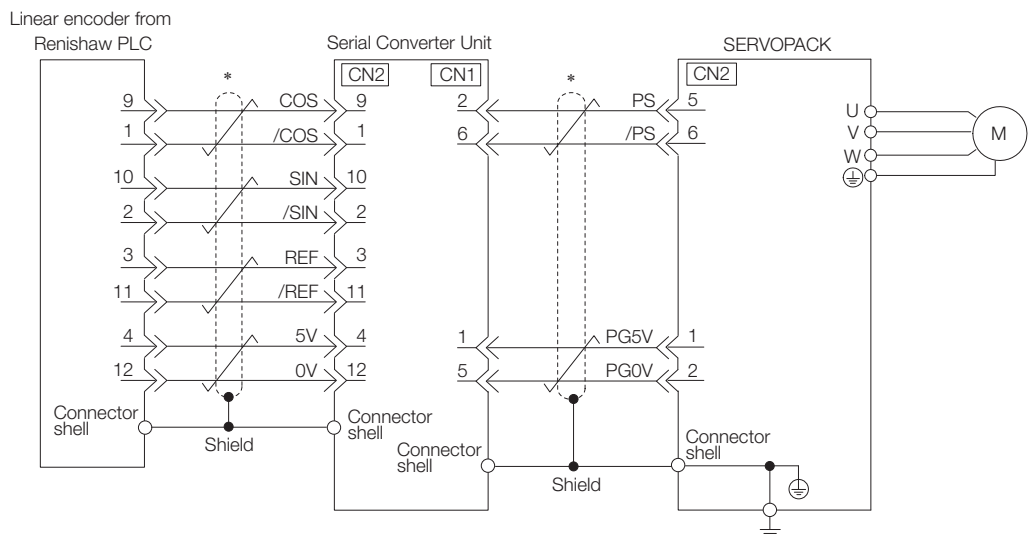 Linear encoder from
Renishaw PLC
Serial Converter Unit
SERVOPACK
CN2
CN1
CN2
*
*
9 COS 9
1 /COS 1
10 SIN 10
2 /SIN 2
3 REF 3
11 /REF 11
4 5V 4
12 0V 12
2 PS 5
6 /PS 6
1 PG5V 1
5 PG0V 2
U
V
W
M
Connector
shell
Shield
Connector
shell
Connector
shell
Shield
Connector
shell